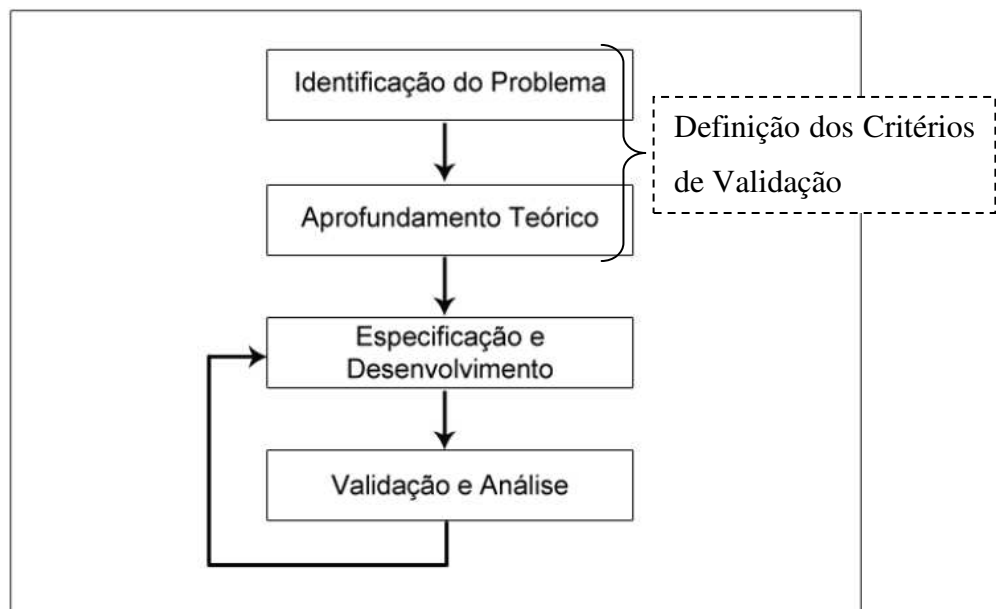 Identificação do Problema
Definição dos Critérios
de Validação
Aprofundamento Teórico
Especificação e
Desenvolvimento
Validação e Análise